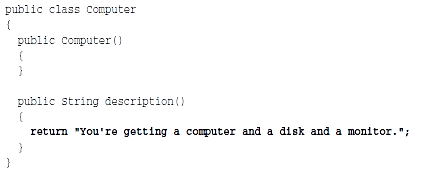 public class Computer
{
  public Computer()
  {
  }

  public String description()
  {
    return "You're getting a computer and a disk and a monitor.";
  }
}